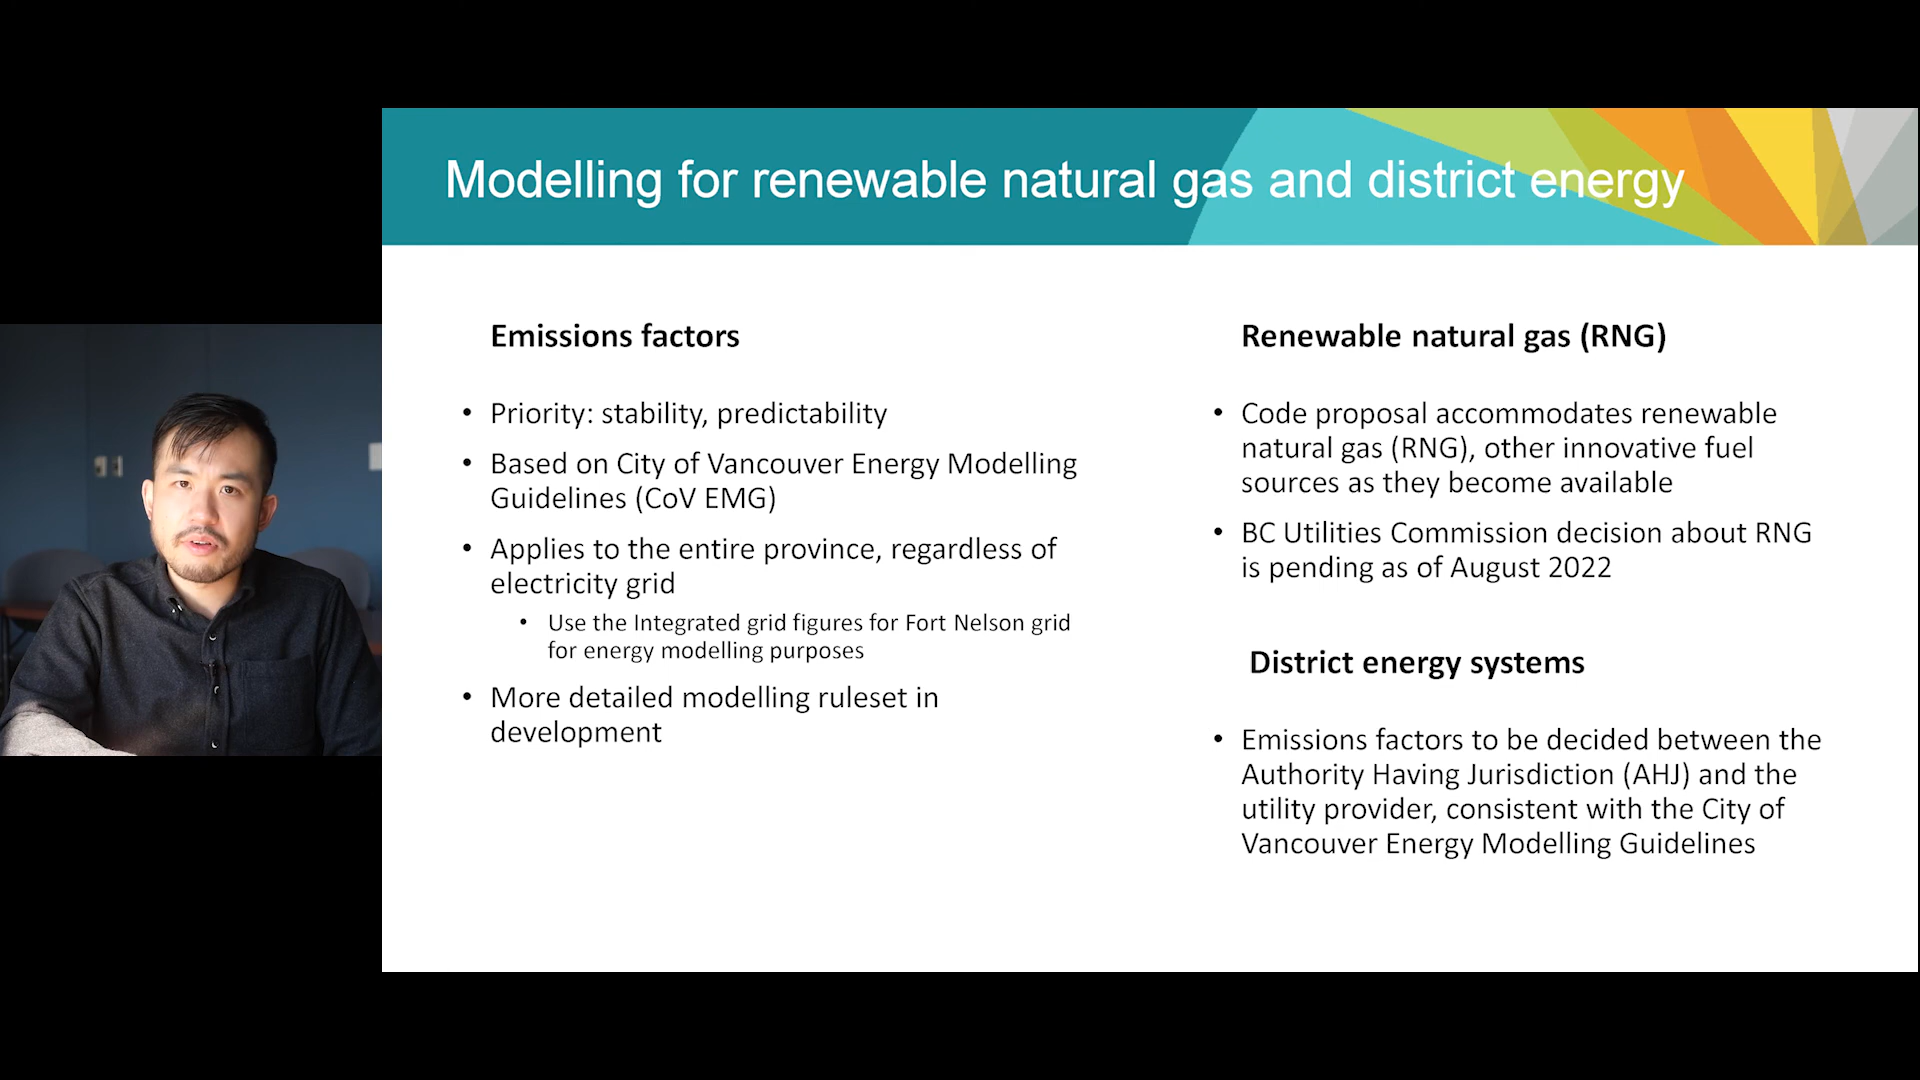 Modelling for renewable natural gas and district energy
Emissions factors
• Priority: stability, predictability
• Based on City of Vancouver Energy Modelling
Guidelines (CoV EMG)
• Applies to the entire province, regardless of
electricity grid
• Use the Integrated grid figures for Fort Nelson grid
for energy modelling purposes
• More detailed modelling ruleset in
development
Renewable natural gas (RNG)
• Code proposal accommodates renewable
natural gas (RNG), other innovative fuel
sources as they become available
• BC Utilities Commission decision about RNG
is pending as of August 2022
District energy systems
• Emissions factors to be decided between the
Authority Having Jurisdiction (AHJ) and the
utility provider, consistent with the City of
Vancouver Energy Modelling Guidelines